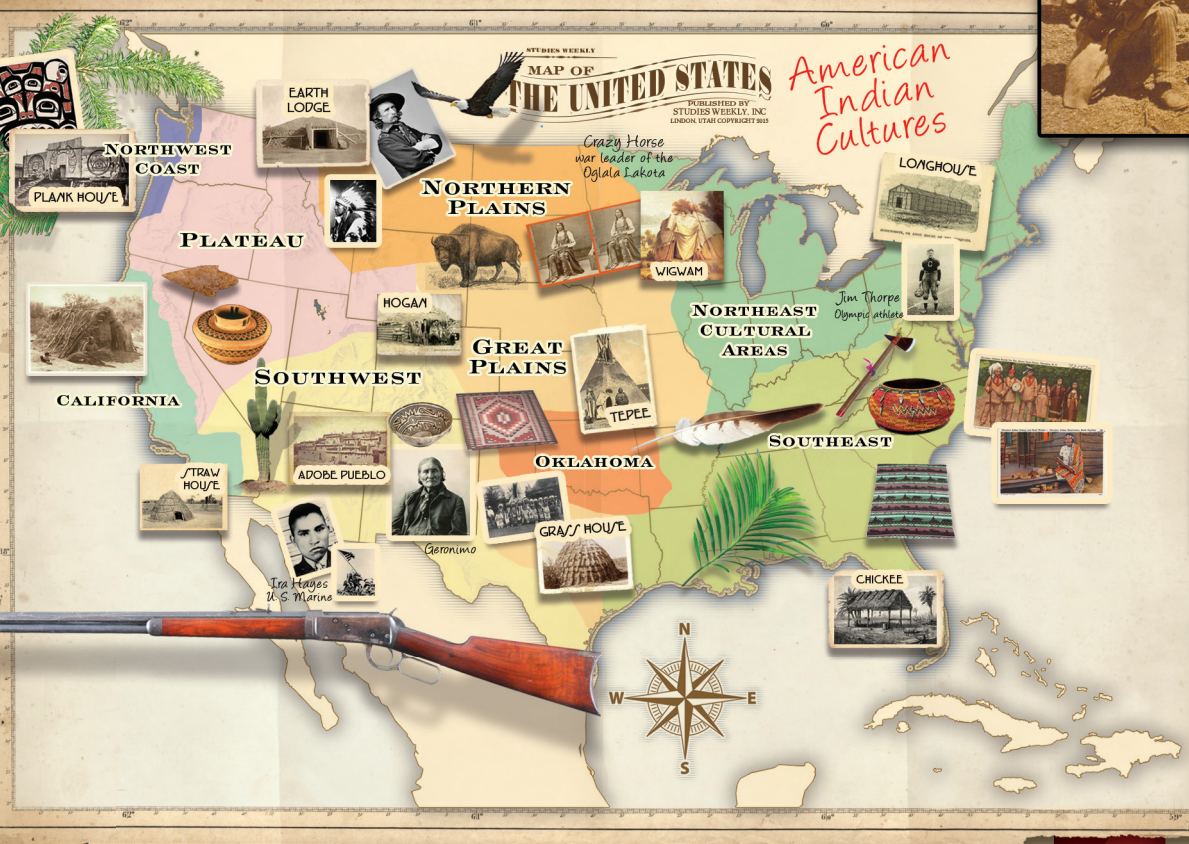 STUDIES WEEKLY
MAP OF
THE UNITED STATES
PUBLISHED BY
STUDIES WEEKLY, INC
LINDON, UTAH COPYRIGHT 2015
American
Indian
Cultures
EARTH
LODGE
NORTHWEST
COAST
PLANK HOUSE
Crazy Horse
war leader of the
Oglala Lakota
NORTHERN
PLAINS
LONGHOUSE
PLATEAU
WIGWAM
HOGAN
Jim Thorpe
Olympic athlete
NORTHEAST
CULTURAL
AREAS
GREAT
PLAINS
SOUTHWEST
CALIFORNIA
TEPEE
SOUTHEAST
OKLAHOMA
STRAW
HOUSE
ADOBE PUEBLO
GRASS HOUSE
Geronimo
Ira Hayes
U. S. Marine
CHICKEE
N
W
E
S